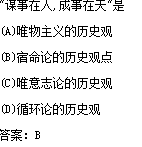 "谋事在人,成事在天"是
(A)唯物主义的历史观
(B)宿命论的历史观点
(C)唯意志论的历史观
(D)循环论的历史观
答案: B